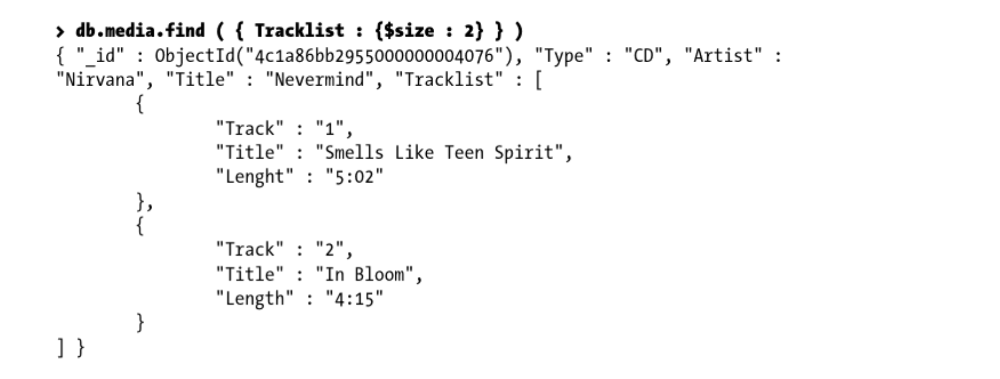 > db.media.find ( { Tracklist : {$size : 2} } )
{ "_id" : ObjectId("4c1a86bb2955000000004076"), "Type" : "CD", "Artist" :
"Nirvana", "Title" : "Nevermind", "Tracklist" : [
{
"Track" : "1",
"Title" : "Smells Like Teen Spirit",
"Lenght" : "5:02"
},
{
"Track" : "2",
"Title" : "In Bloom",
"Length" : "4:15"
}
] }